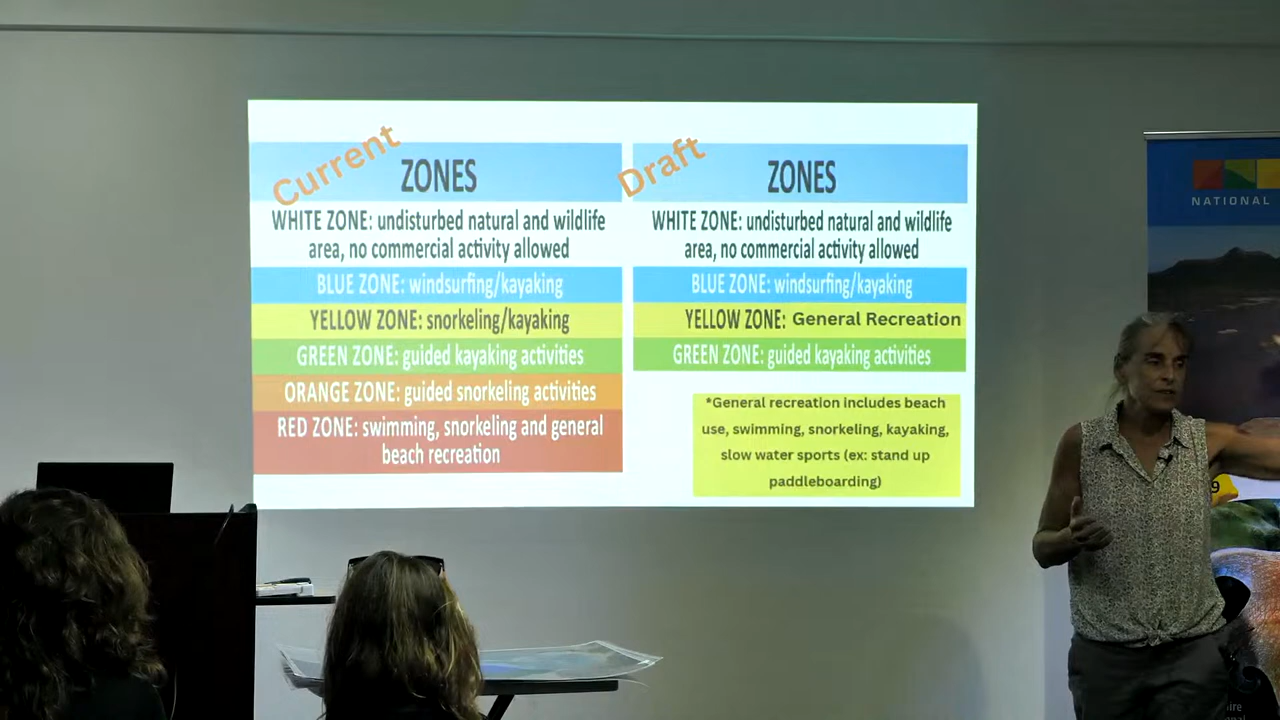 Current
ZONES
WHITE ZONE: undisturbed natural and wildlife
area, no commercial activity allowed
BLUE ZONE: windsurfing/kayaking
YELLOW ZONE: snorkeling/kayaking
GREEN ZONE: guided kayaking activities
ORANGE ZONE: guided snorkeling activities
RED ZONE: swimming, snorkeling and general
beach recreation
Draft
ZONES
WHITE ZONE: undisturbed natural and wildlife
area, no commercial activity allowed
BLUE ZONE: windsurfing/kayaking
YELLOW ZONE: General Recreation
GREEN ZONE: guided kayaking activities
*General recreation includes beach
use, swimming, snorkeling, kayaking,
slow water sports (ex: stand up
paddleboarding)
NATIONAL
9